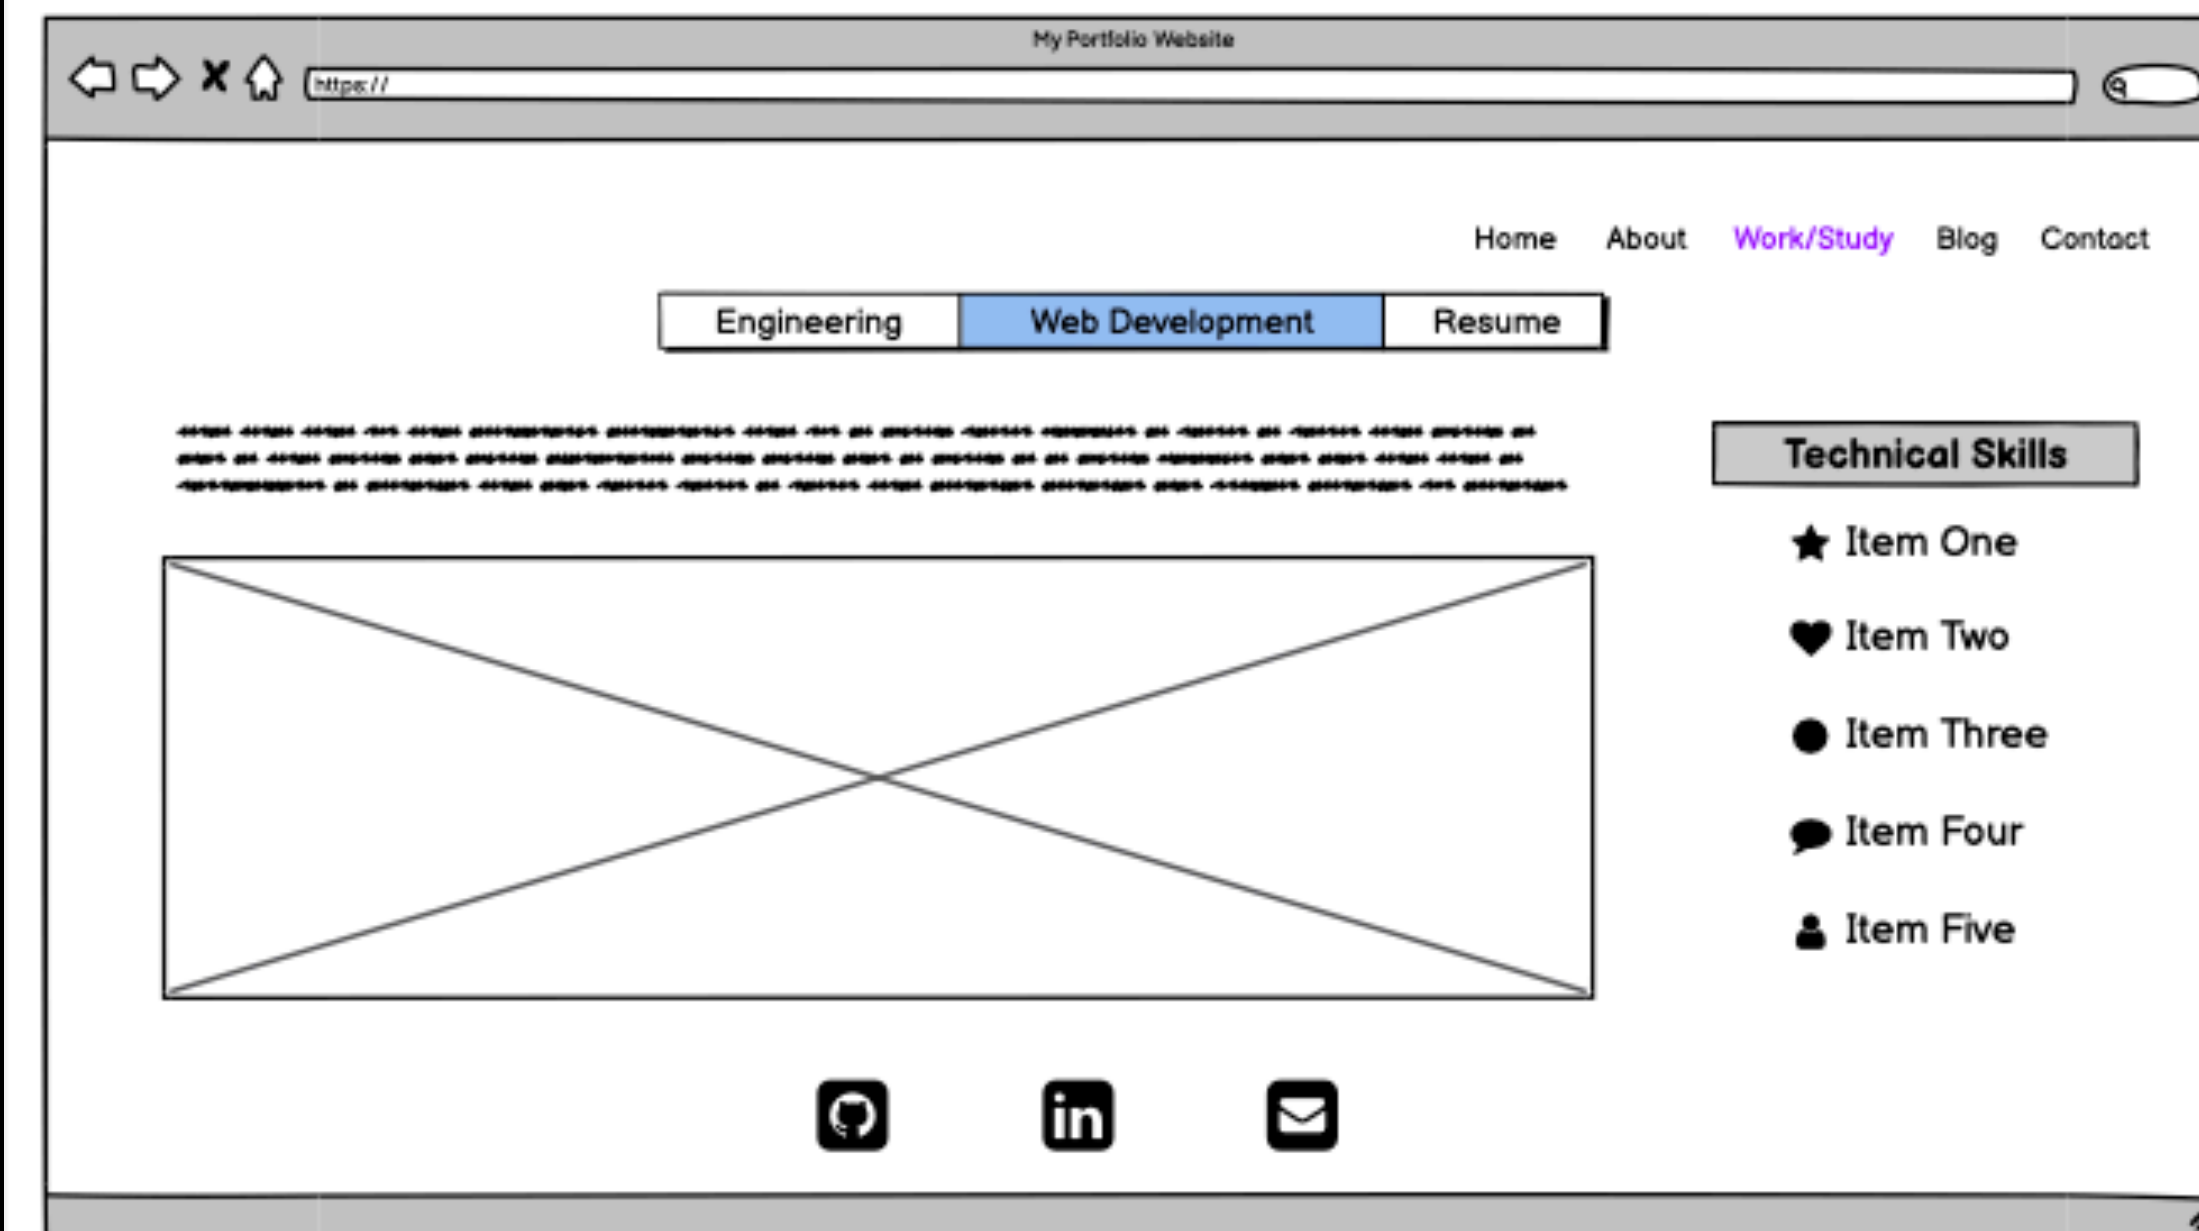 My Portfolio Website
https://
Home About Work/Study Blog Contact
Engineering Web Development Resume
Technical Skills
Item One
Item Two
Item Three
Item Four
Item Five
in